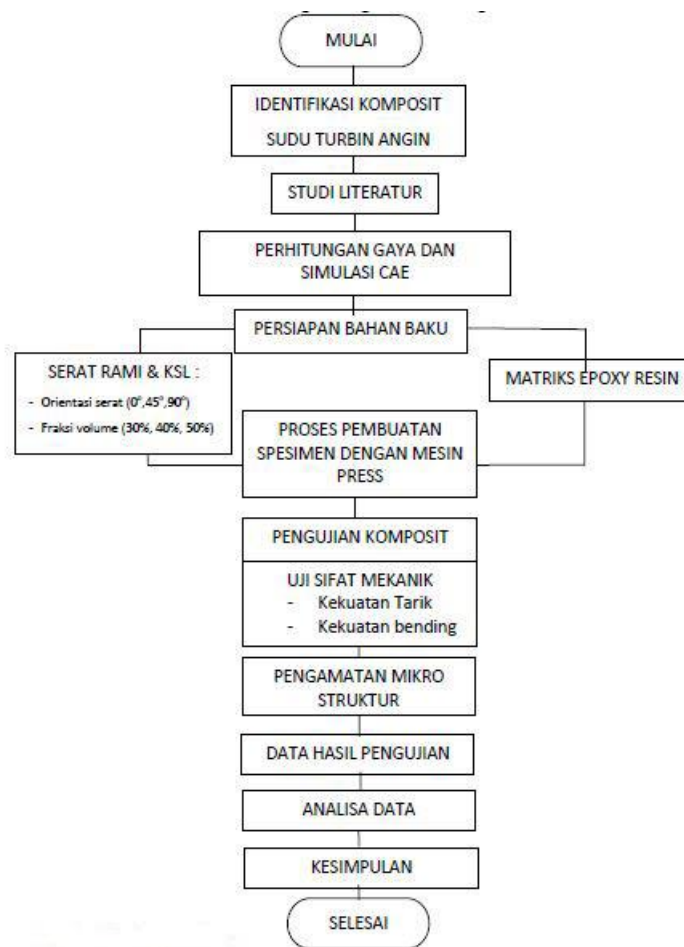 MULAI
IDENTIFIKASI KOMPOSIT
SUDU TURBIN ANGIN
STUDI LITERATUR
PERHITUNGAN GAYA DAN
SIMULASI CAE
PERSIAPAN BAHAN BAKU
SERAT RAMI & KSL :
- Orientasi serat (0°,45°,90°)
- Fraksi volume (30%, 40%, 50%)
MATRIKS EPOXY RESIN
PROSES PEMBUATAN
SPESIMEN DENGAN MESIN
PRESS
PENGUJIAN KOMPOSIT
UJI SIFAT MEKANIK
- Kekuatan Tarik
- Kekuatan bending
PENGAMATAN MIKRO
STRUKTUR
DATA HASIL PENGUJIAN
ANALISA DATA
KESIMPULAN
SELESAI